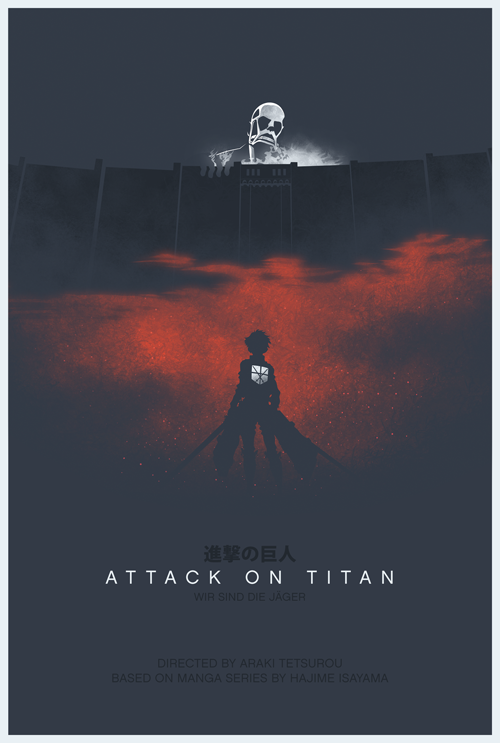 進撃の巨人
ATTACK ON TITAN
WIR SIND DIE JÄGER
DIRECTED BY ARAKI TETSUROU
BASED ON MANGA SERIES BY HAJIME ISAYAMA